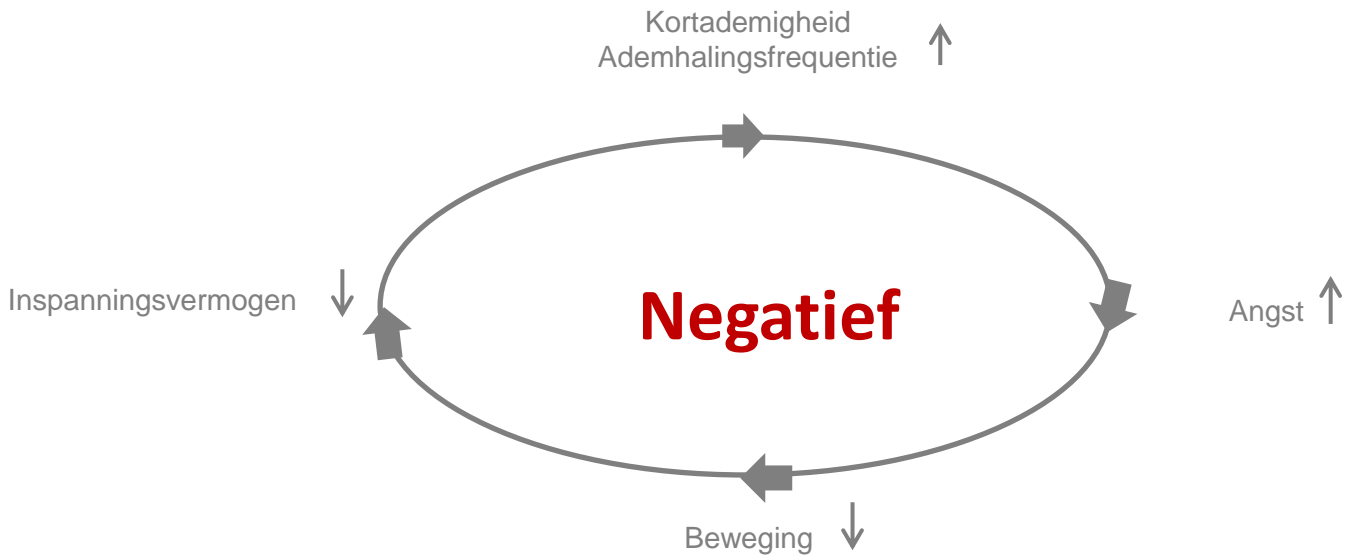 Kortademigheid
Ademhalingsfrequentie ↑
Inspanningsvermogen ↓
Negatief
Angst ↑
Beweging ↓